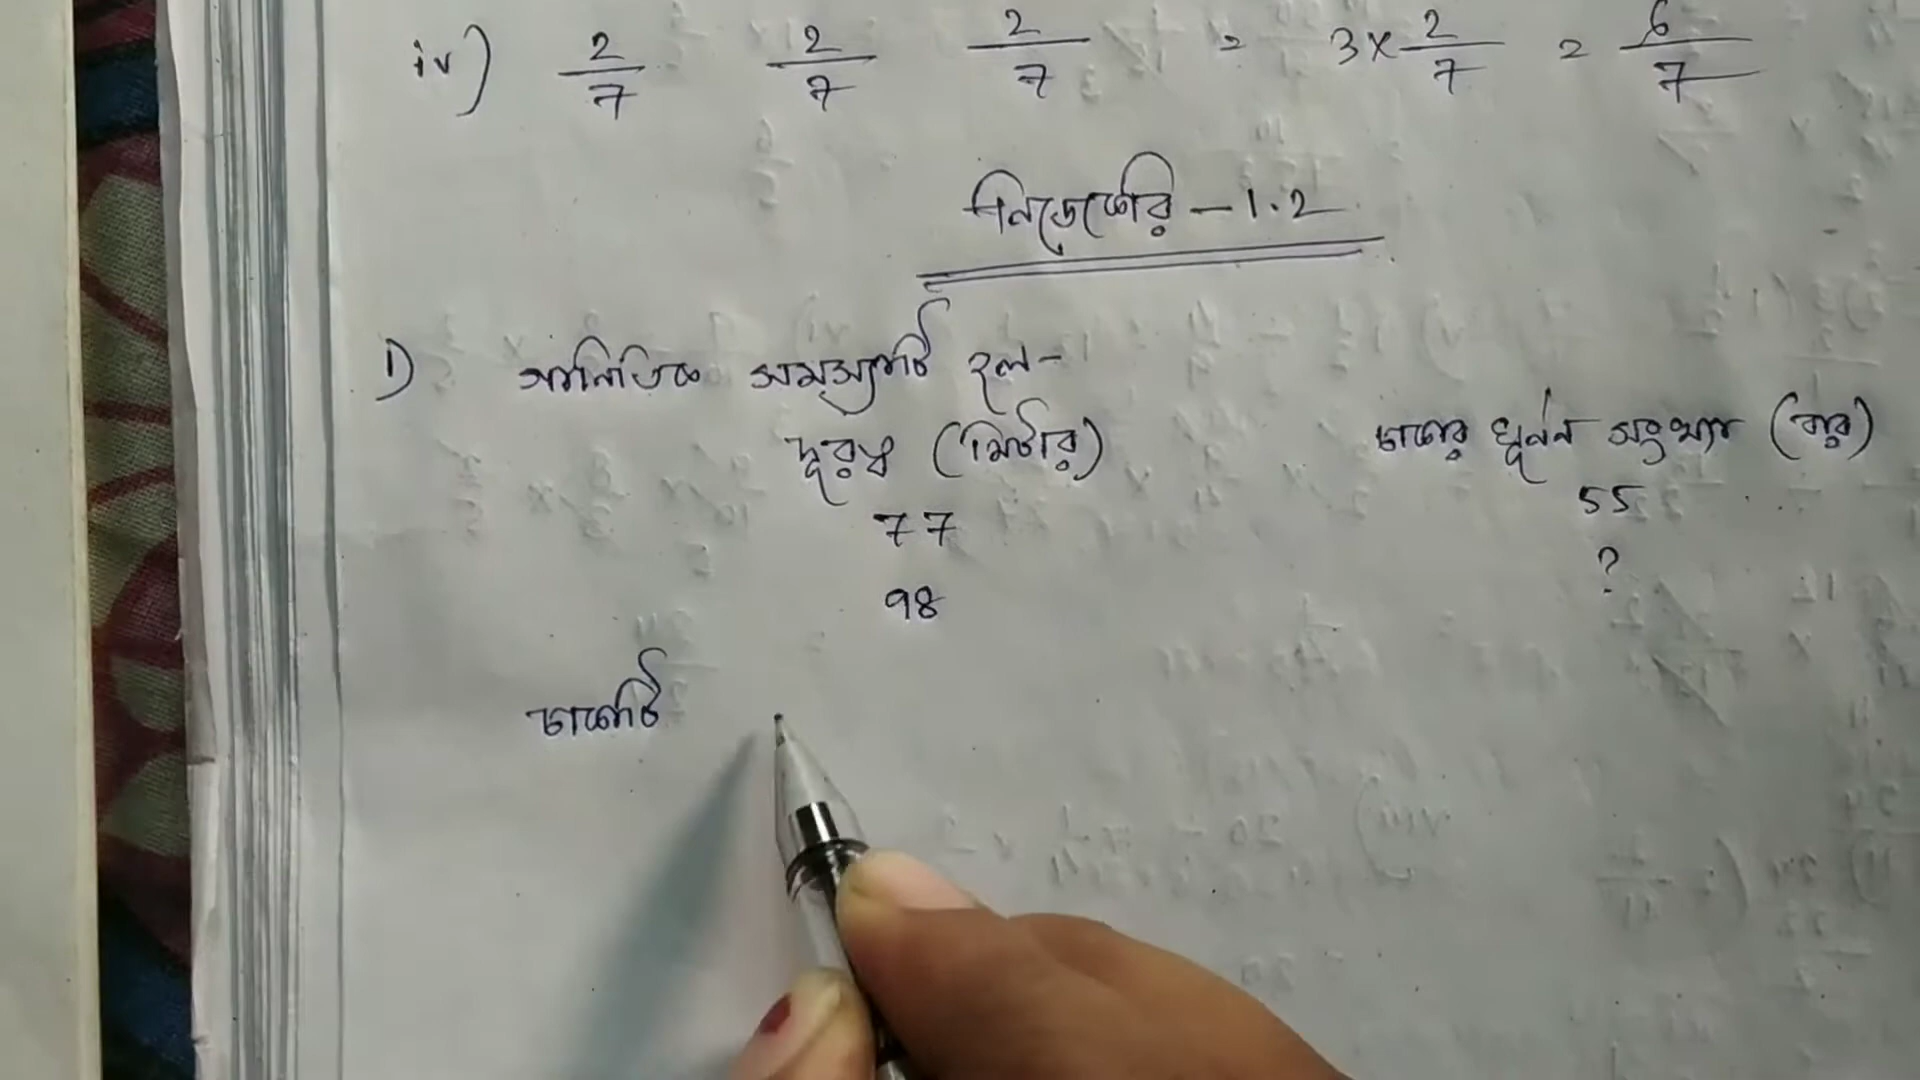 iv) 2/7 2/7 2/7 = 3 × 2/7 = 6/7
নিজে করি – 1.2
1) গাণিতিক সমস্যাটি হল –
দূরত্ব (মিটার) চাকার ঘূর্ণন সংখ্যা (বার)
77 55
98 ?
চাকাটি